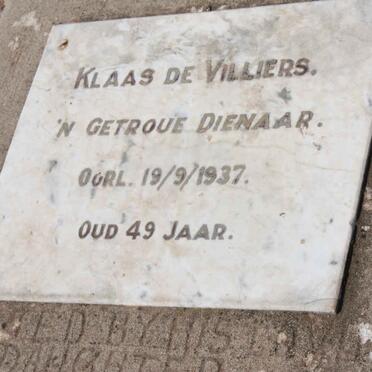 KLAAS DE VILLIERS.
'N GETROUE DIENAAR.
OORL. 19/9/1937.
OUD 49 JAAR.